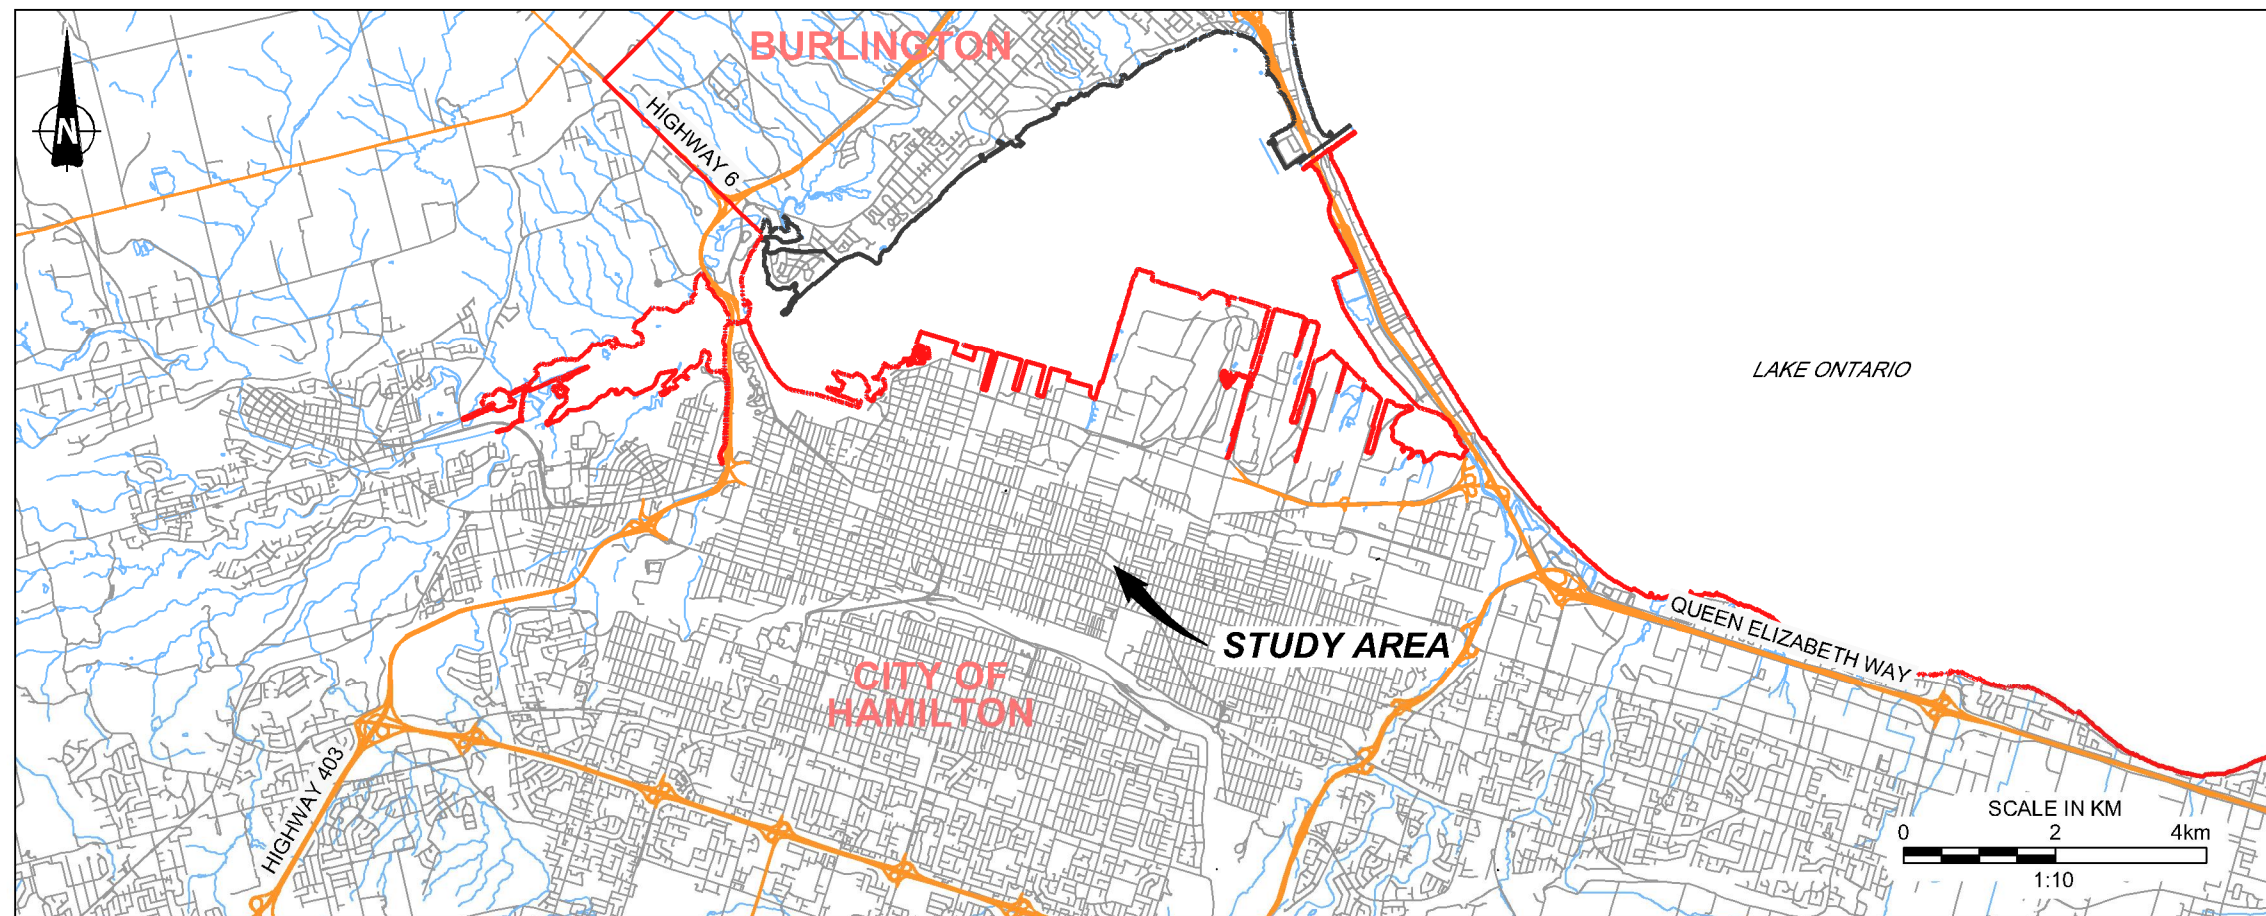 BURLINGTON
N
HIGHWAY 6
LAKE ONTARIO
QUEEN ELIZABETH WAY
STUDY AREA
CITY OF
HAMILTON
HIGHWAY 403
SCALE IN KM
0 2 4km
1:10